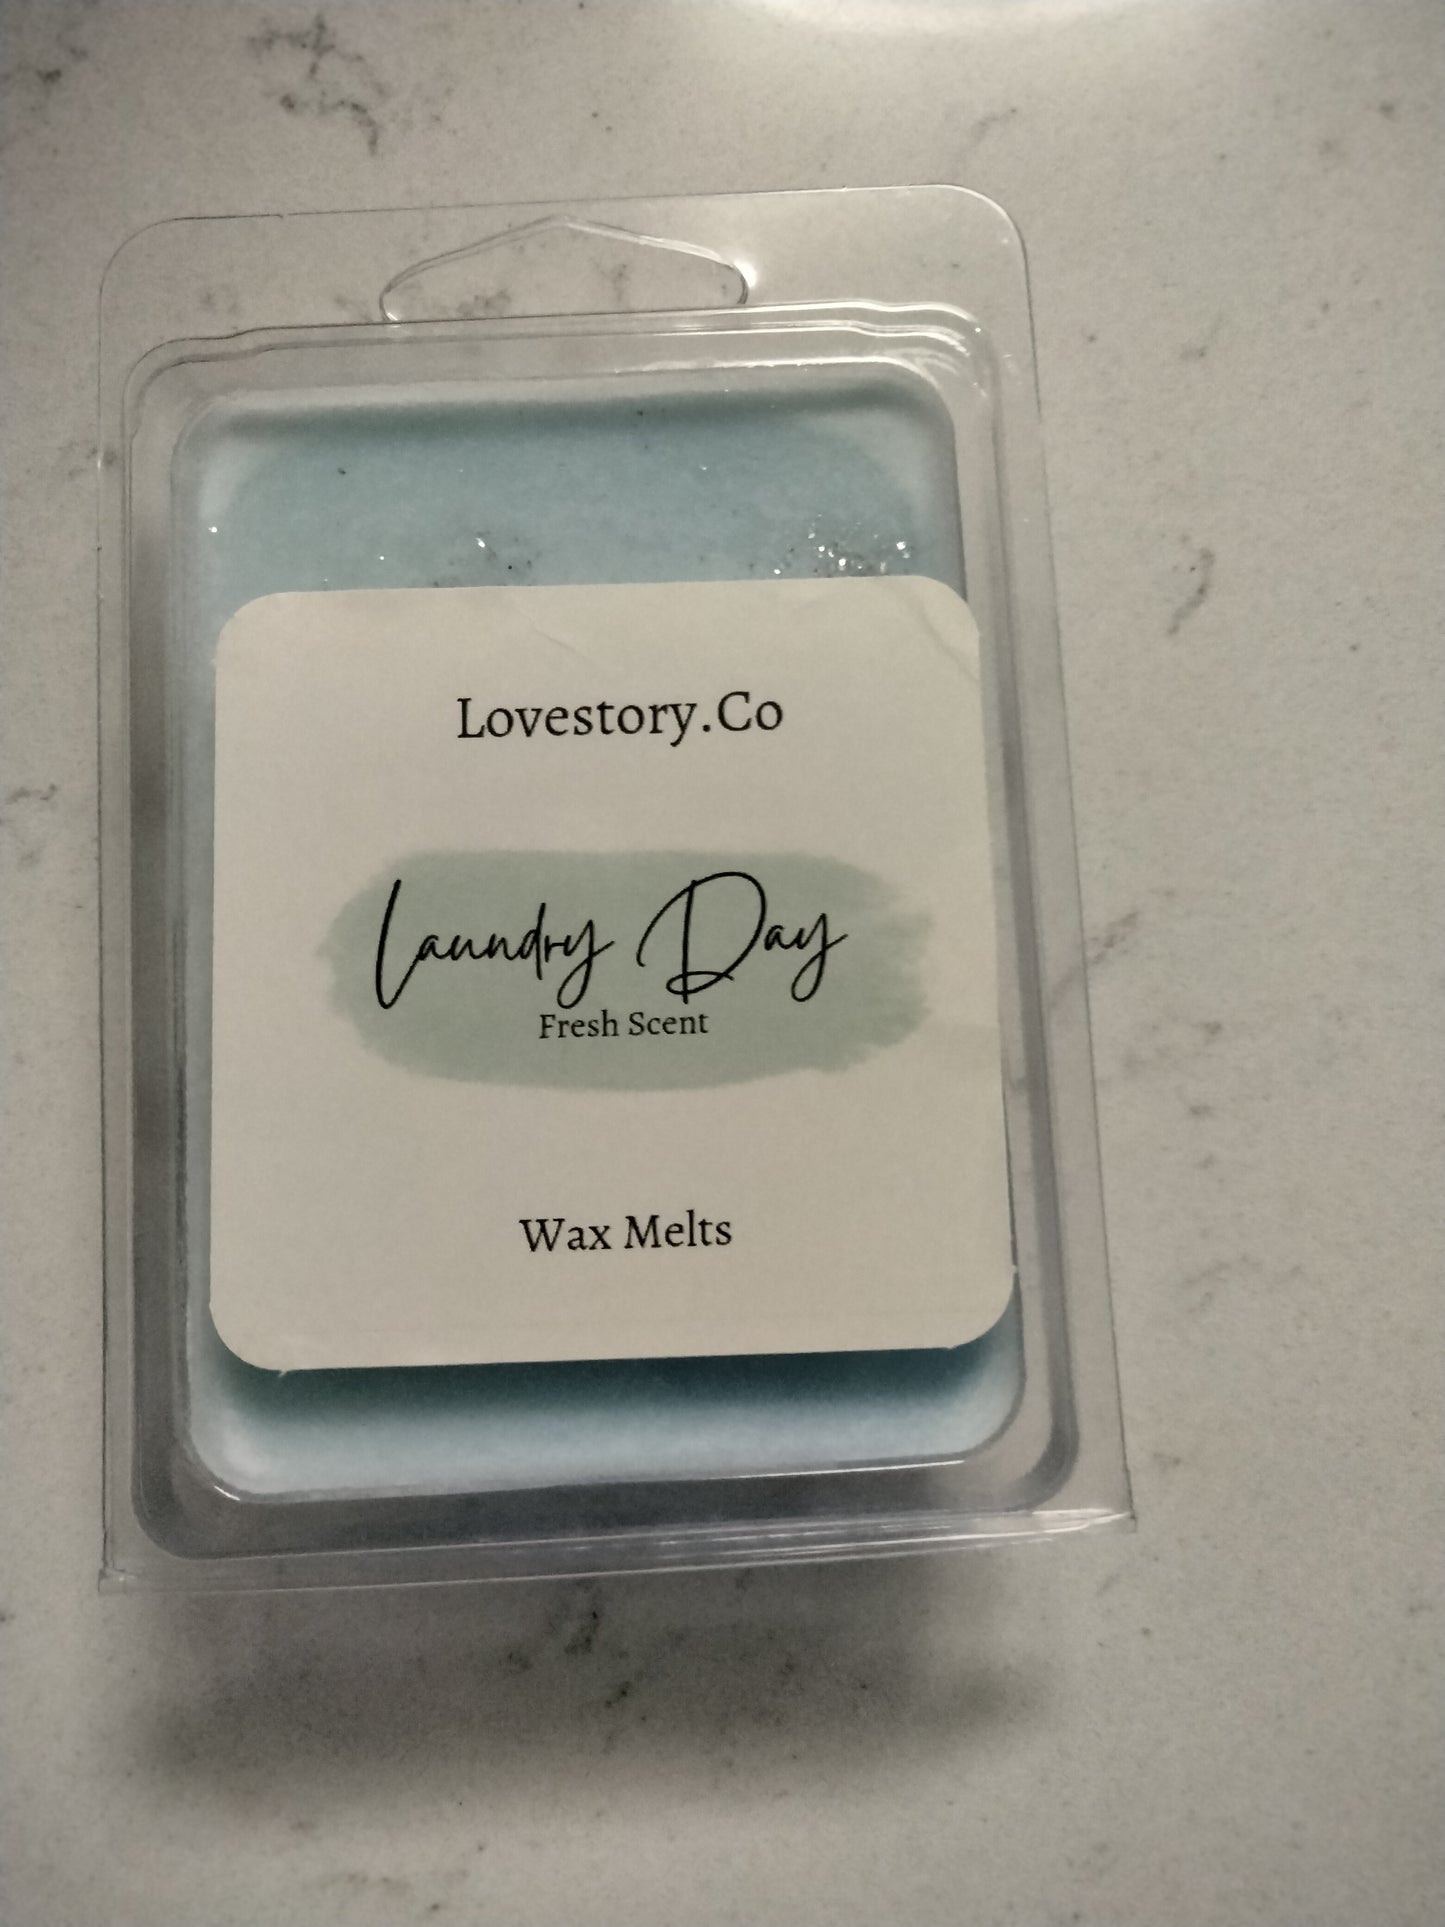 Lovestory.Co
Laundry Day
Fresh Scent
Wax Melts